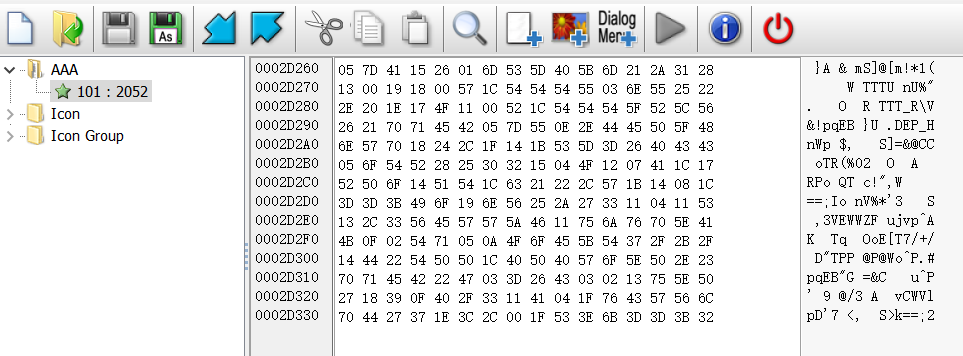 As
Dialog
Menu
AAA
101 : 2052
Icon
Icon Group
0002D260 05 7D 41 15 26 01 6D 53 5D 40 5B 6D 21 2A 31 28 }A & mS]@[m!*1(
0002D270 13 00 19 18 00 57 1C 54 54 54 55 03 6E 55 25 22 W TTTU nU%"
0002D280 2E 20 1E 17 4F 11 00 52 1C 54 54 54 5F 52 5C 56 . O R TTT_R\V
0002D290 26 21 70 71 45 42 05 7D 55 0E 2E 44 45 50 5F 48 &!pqEB }U .DEP_H
0002D2A0 6E 57 70 18 24 2C 1F 14 1B 53 5D 3D 26 40 43 43 nWp $, S]=&@CC
0002D2B0 05 6F 54 52 28 25 30 32 15 04 4F 12 07 41 1C 17 oTR(%02 O A
0002D2C0 52 50 6F 14 51 54 1C 63 21 22 2C 57 1B 14 08 1C RPo QT c!",W
0002D2D0 3D 3D 3B 49 6F 19 6E 56 25 2A 27 33 11 04 11 53 ==;Io nV%*'3 S
0002D2E0 13 2C 33 56 45 57 57 5A 46 11 75 6A 76 70 5E 41 ,3VEWWZF ujvp^A
0002D2F0 4B 0F 02 54 71 05 0A 4F 6F 45 5B 54 37 2F 2B 2F K Tq OoE[T7/+/
0002D300 14 44 22 54 50 50 1C 40 50 40 57 6F 5E 50 2E 23 D"TPP @P@Wo^P.#
0002D310 70 71 45 42 22 47 03 3D 26 43 03 02 13 75 5E 50 pqEB"G =&C u^P
0002D320 27 18 39 0F 40 2F 33 11 41 04 1F 76 43 57 56 6C ' 9 @/3 A vCWVl
0002D330 70 44 27 37 1E 3C 2C 00 1F 53 3E 6B 3D 3D 3B 32 pD'7 <, S>k==;2